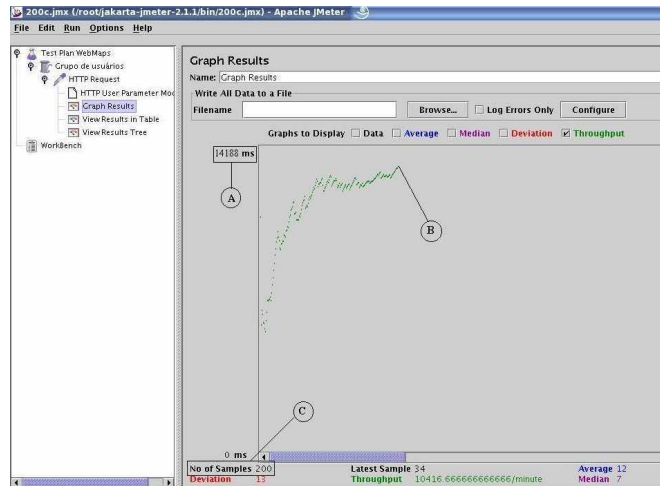 200c.jmx (/root/jakarta-jmeter-2.1.1/bin/200c.jmx) - Apache JMeter
File Edit Run Options Help
Test Plan WebMaps
Grupo de usuários
HTTP Request
HTTP User Parameter Mod
Graph Results
View Results in Table
View Results Tree
WorkBench
Graph Results
Name: Graph Results
Write All Data to a File
Filename Browse... Log Errors Only Configure
Graphs to Display Data Average Median Deviation Throughput
14188 ms
A
B
C
0 ms
No of Samples 200 Latest Sample 34 Average 12
Deviation 13 Throughput 10416.666666666666/minute Median 7